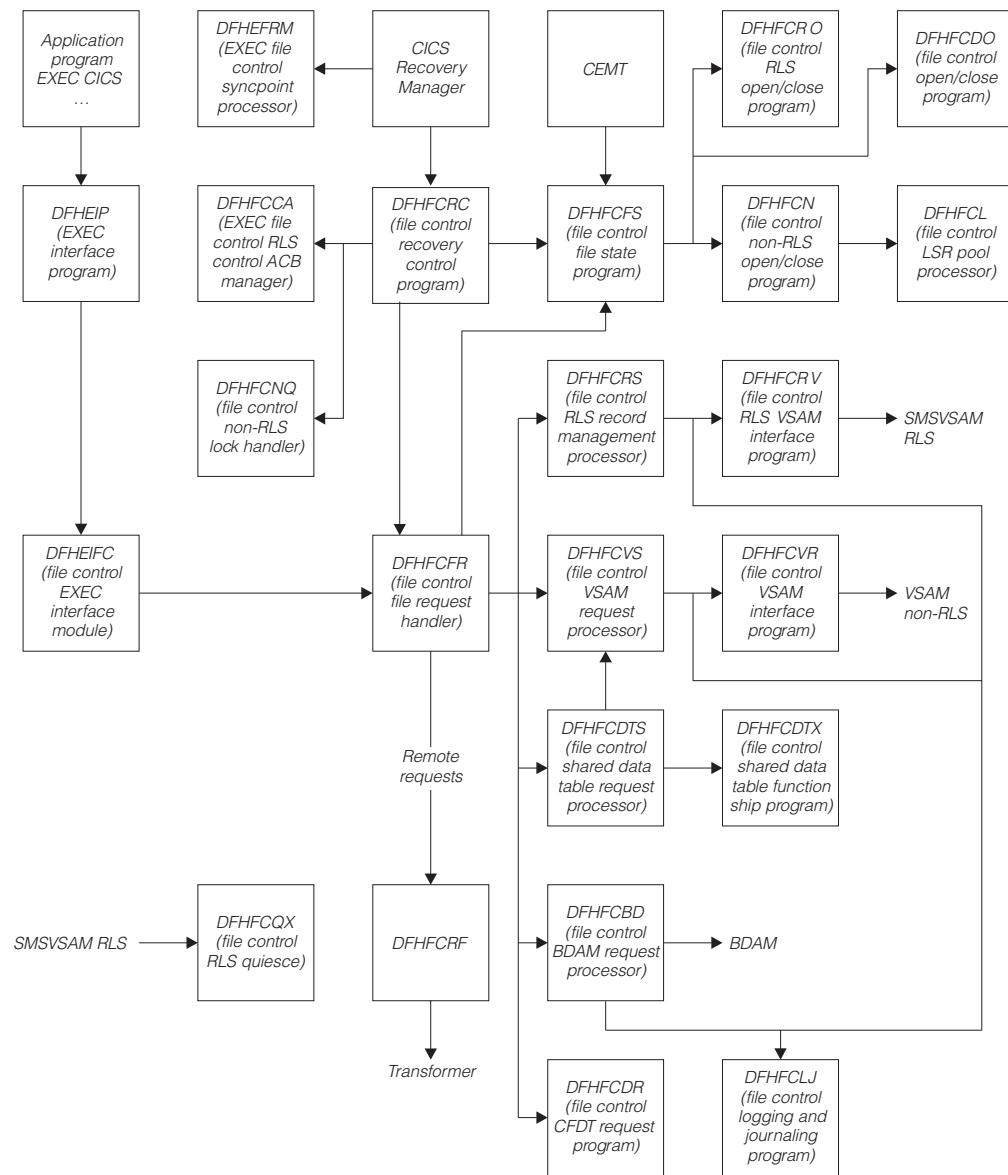 Application
program
EXEC CICS
…
DFHEFRM
(EXEC file
control
syncpoint
processor)
CICS
Recovery
Manager
CEMT
DFHFCR O
(file control
RLS
open/close
program)
DFHFCDO
(file control
open/close
program)
DFHEIP
(EXEC
interface
program)
DFHFCCA
(EXEC file
control RLS
control ACB
manager)
DFHFCRC
(file control
recovery
control
program)
DFHFCFS
(file control
file state
program)
DFHFCN
(file control
non-RLS
open/close
program)
DFHFCL
(file control
LSR pool
processor)
DFHFCNQ
(file control
non-RLS
lock handler)
DFHFCRS
(file control
RLS record
management
processor)
DFHFCR V
(file control
RLS VSAM
interface
program)
SMSVSAM
RLS
DFHEIFC
(file control
EXEC
interface
module)
DFHFCFR
(file control
file request
handler)
DFHFCVS
(file control
VSAM
request
processor)
DFHFCVR
(file control
VSAM
interface
program)
VSAM
non-RLS
Remote
requests
DFHFCDTS
(file control
shared data
table request
processor)
DFHFCDTX
(file control
shared data
table function
ship program)
SMSVSAM RLS
DFHFCQX
(file control
RLS quiesce)
DFHFCRF
DFHFCBD
(file control
BDAM request
processor)
BDAM
Transformer
DFHFCDR
(file control
CFDT request
program)
DFHFCLJ
(file control
logging and
journaling
program)